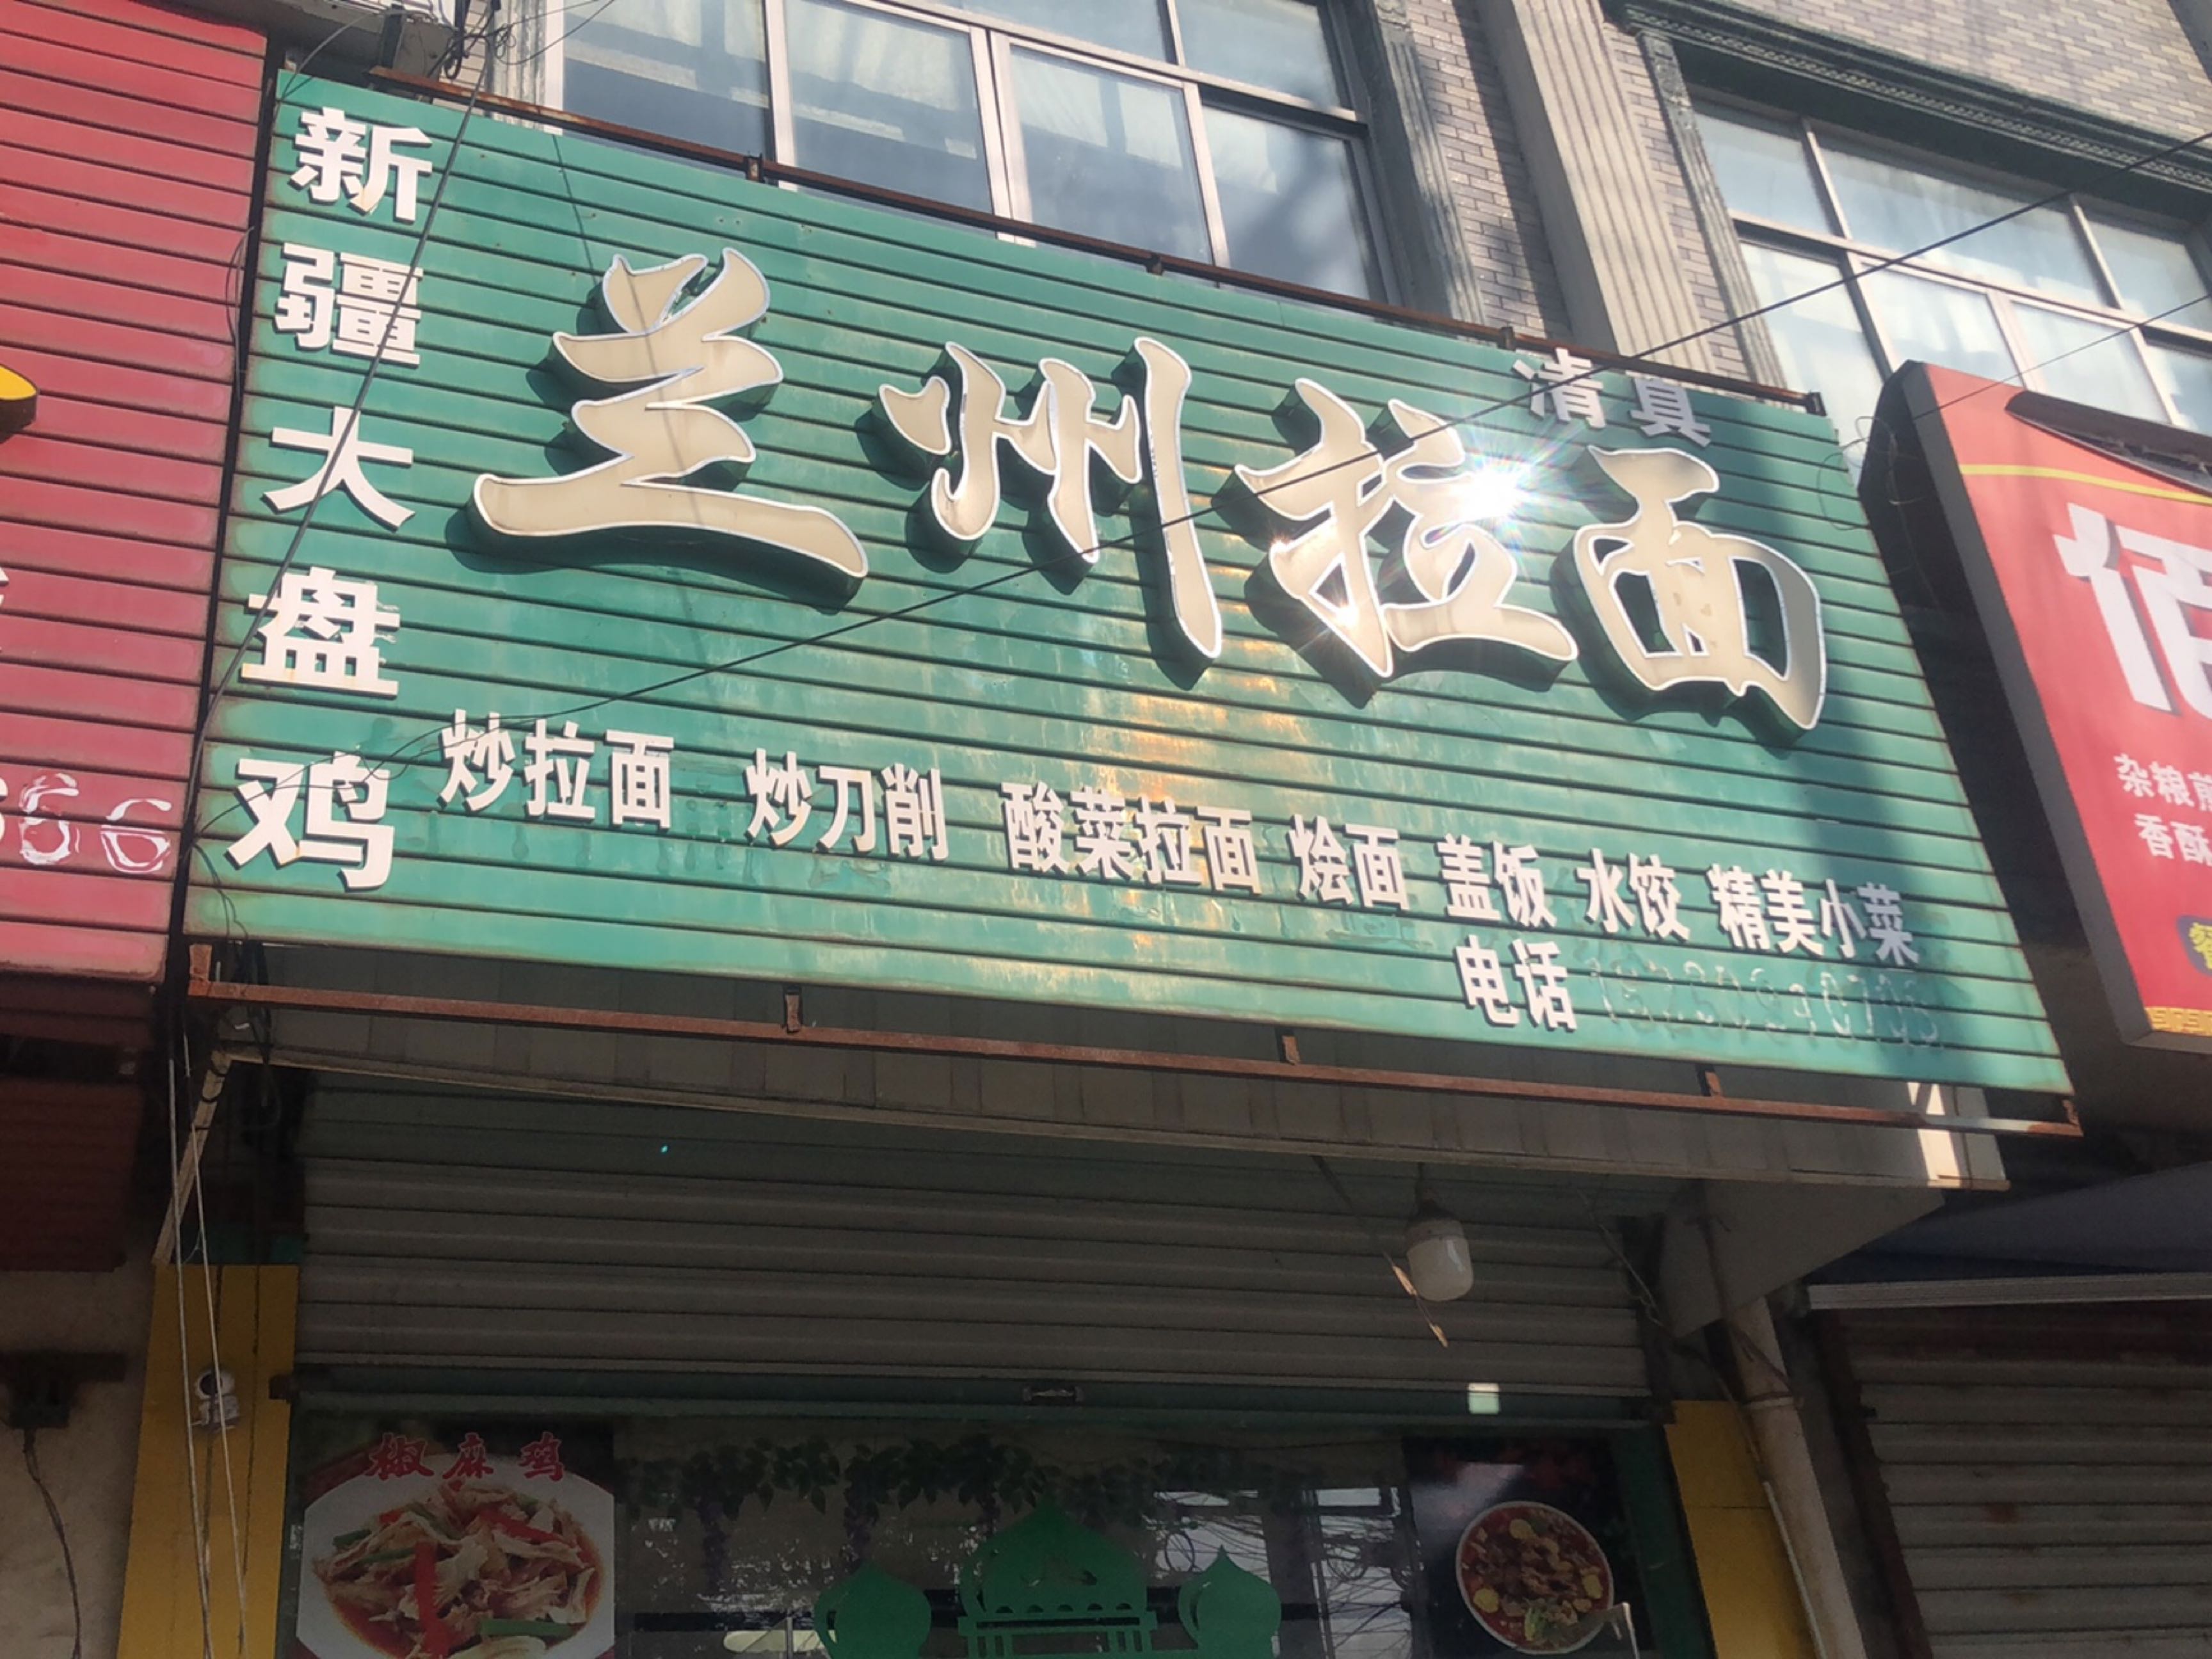 新疆大盘鸡
清真
兰州拉面
炒拉面 炒刀削 酸菜拉面 烩面 盖饭 水饺 精美小菜
电话
椒麻鸡
佰
杂粮煎
香酥
666